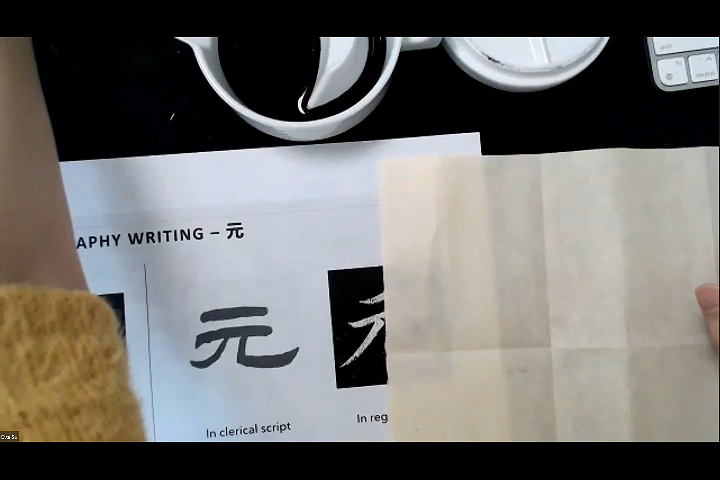 APHY WRITING – 元
元
In clerical script
In reg